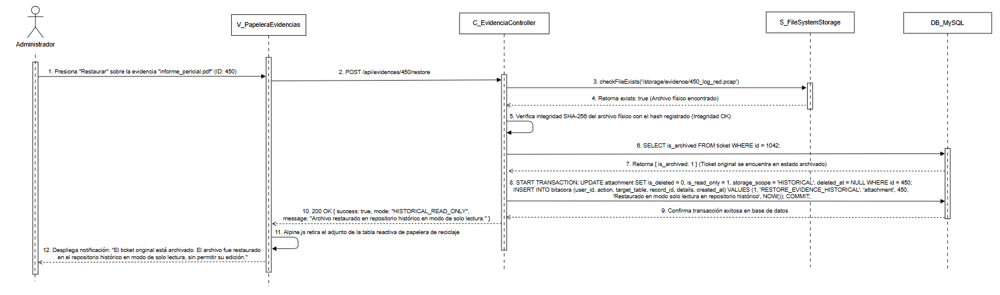 Administrador
V_PapeleraEvidencias
C_EvidenciaController
S_FileSystemStorage
DB_MySQL
1. Presiona "Restaurar" sobre la evidencia "informe_pericial.pdf" (ID: 450)
2. POST /api/evidences/450/restore
3. checkFileExists('/storage/evidence/450_log_red.pcap')
4. Retorna exists: true (Archivo físico encontrado)
5. Verifica integridad SHA-256 del archivo físico con el hash registrado (Integridad OK)
6. SELECT is_archived FROM ticket WHERE id = 1042;
7. Retorna { is_archived: 1 } (Ticket original se encuentra en estado archivado)
8. START TRANSACTION; UPDATE attachment SET is_deleted = 0, is_read_only = 1, storage_scope = 'HISTORICAL', deleted_at = NULL WHERE id = 450;
INSERT INTO bitacora (user_id, action, target_table, record_id, details, created_at) VALUES (1, 'RESTORE_EVIDENCE_HISTORICAL', 'attachment', 450,
'Restaurado en modo solo lectura en repositorio histórico', NOW()); COMMIT;
9. Confirma transacción exitosa en base de datos
10. 200 OK { success: true, mode: "HISTORICAL_READ_ONLY",
message: "Archivo restaurado en repositorio histórico en modo de solo lectura." }
11. Alpine.js retira el adjunto de la tabla reactiva de papelera de reciclaje
12. Despliega notificación: "El ticket original está archivado. El archivo fue restaurado
en el repositorio histórico en modo de solo lectura, sin permitir su edición."